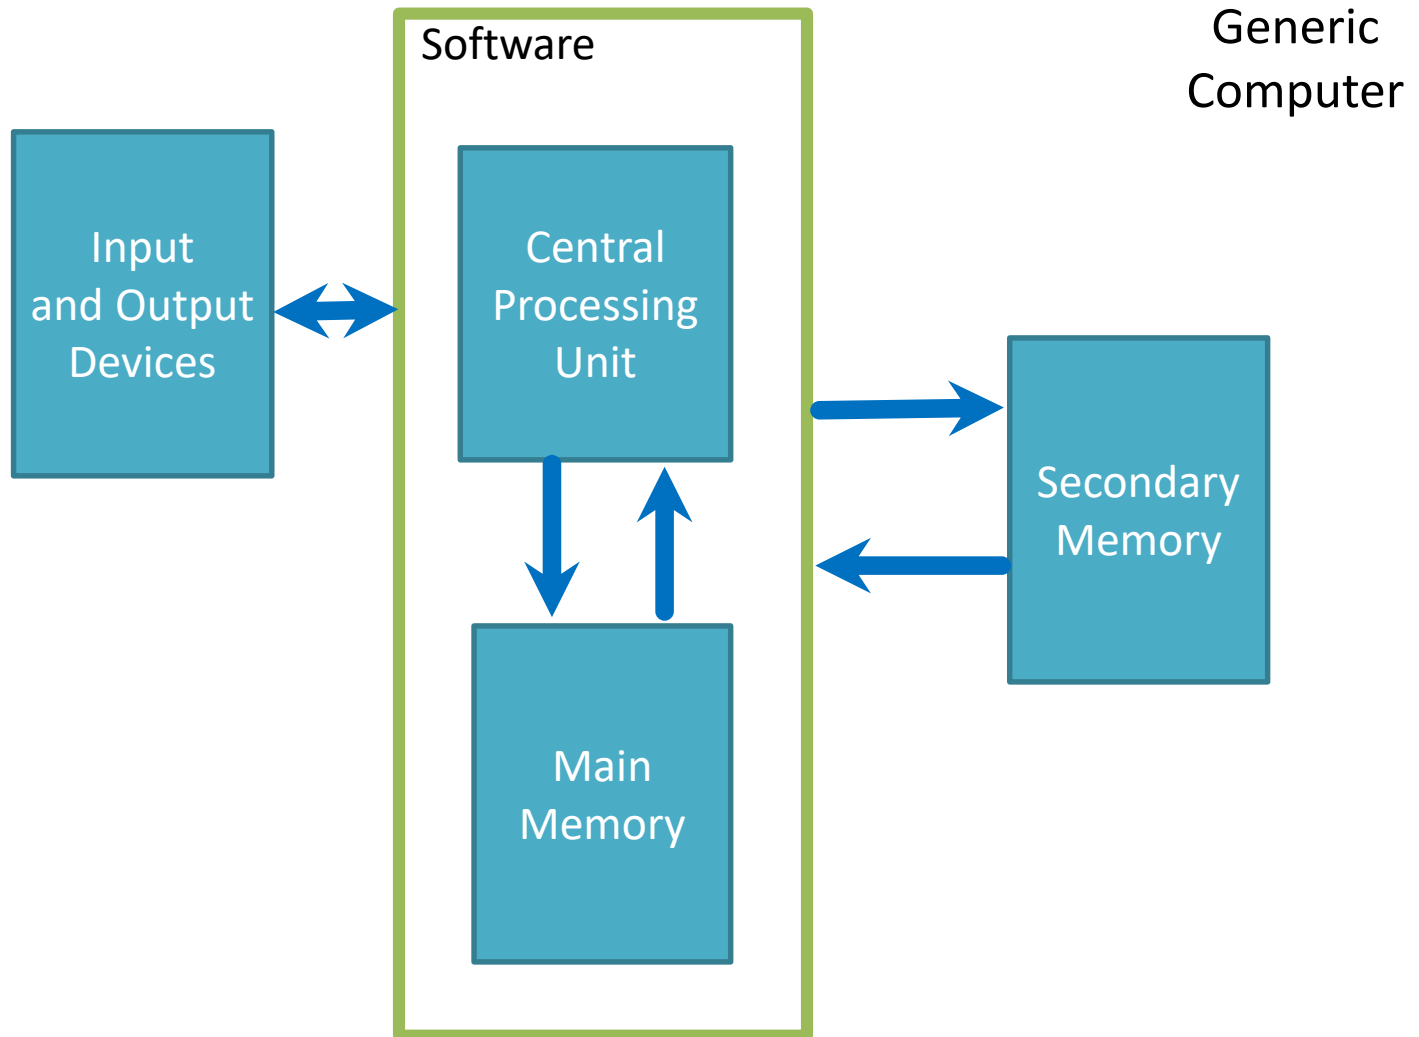 Software
Generic
Computer
Input
and Output
Devices
Central
Processing
Unit
Secondary
Memory
Main
Memory